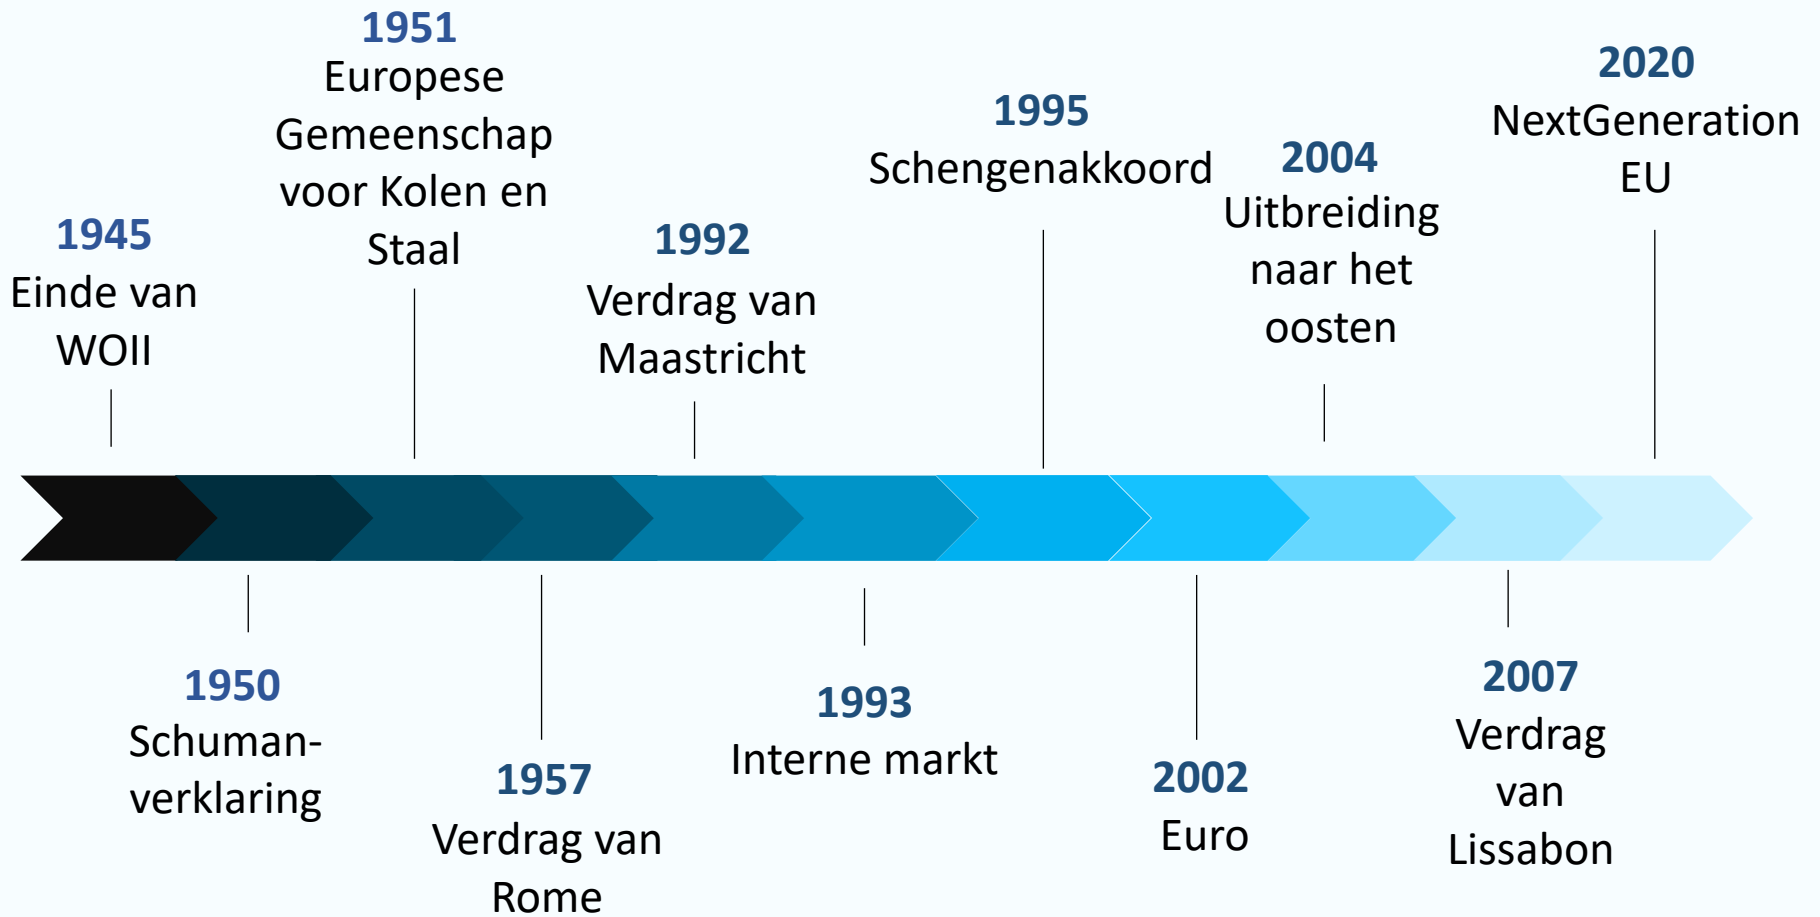 1945
Einde van
WOII
1950
Schuman-
verklaring
1951
Europese
Gemeenschap
voor Kolen en
Staal
1957
Verdrag van
Rome
1992
Verdrag van
Maastricht
1993
Interne markt
1995
Schengenakkoord
2002
Euro
2004
Uitbreiding
naar het
oosten
2007
Verdrag
van
Lissabon
2020
NextGeneration
EU